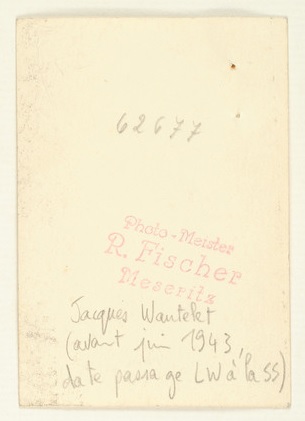 62677
Photo-Meister
R. Fischer
Meseritz
Jacques Wautelet
(avant juin 1943,
date passage LW à la SS)